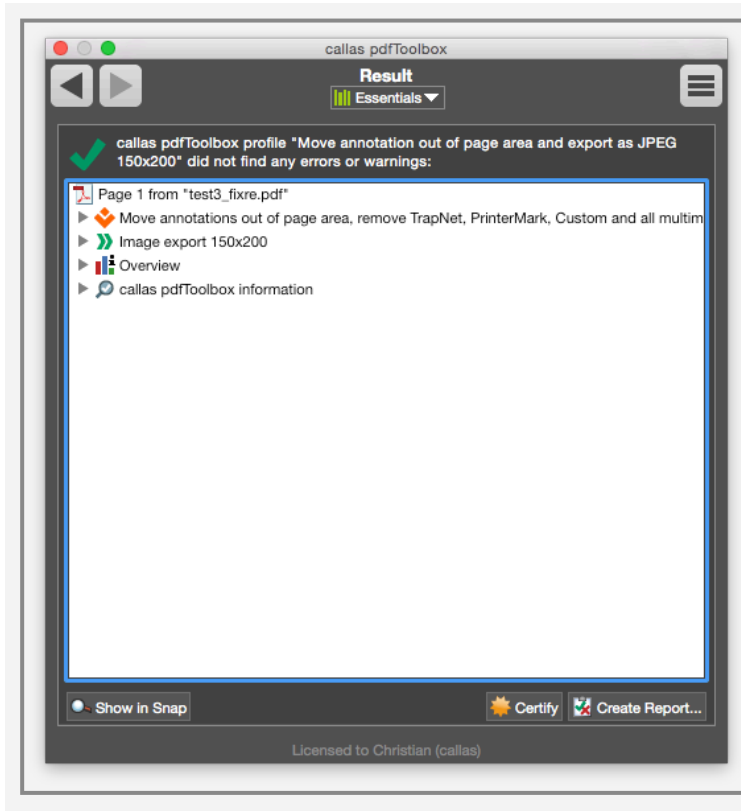 callas pdfToolbox
Result
Essentials
callas pdfToolbox profile "Move annotation out of page area and export as JPEG
150x200" did not find any errors or warnings:
Page 1 from "test3_fixre.pdf"
Move annotations out of page area, remove TrapNet, PrinterMark, Custom and all multim
Image export 150x200
Overview
callas pdfToolbox information
Show in Snap
Certify
Create Report...
Licensed to Christian (callas)